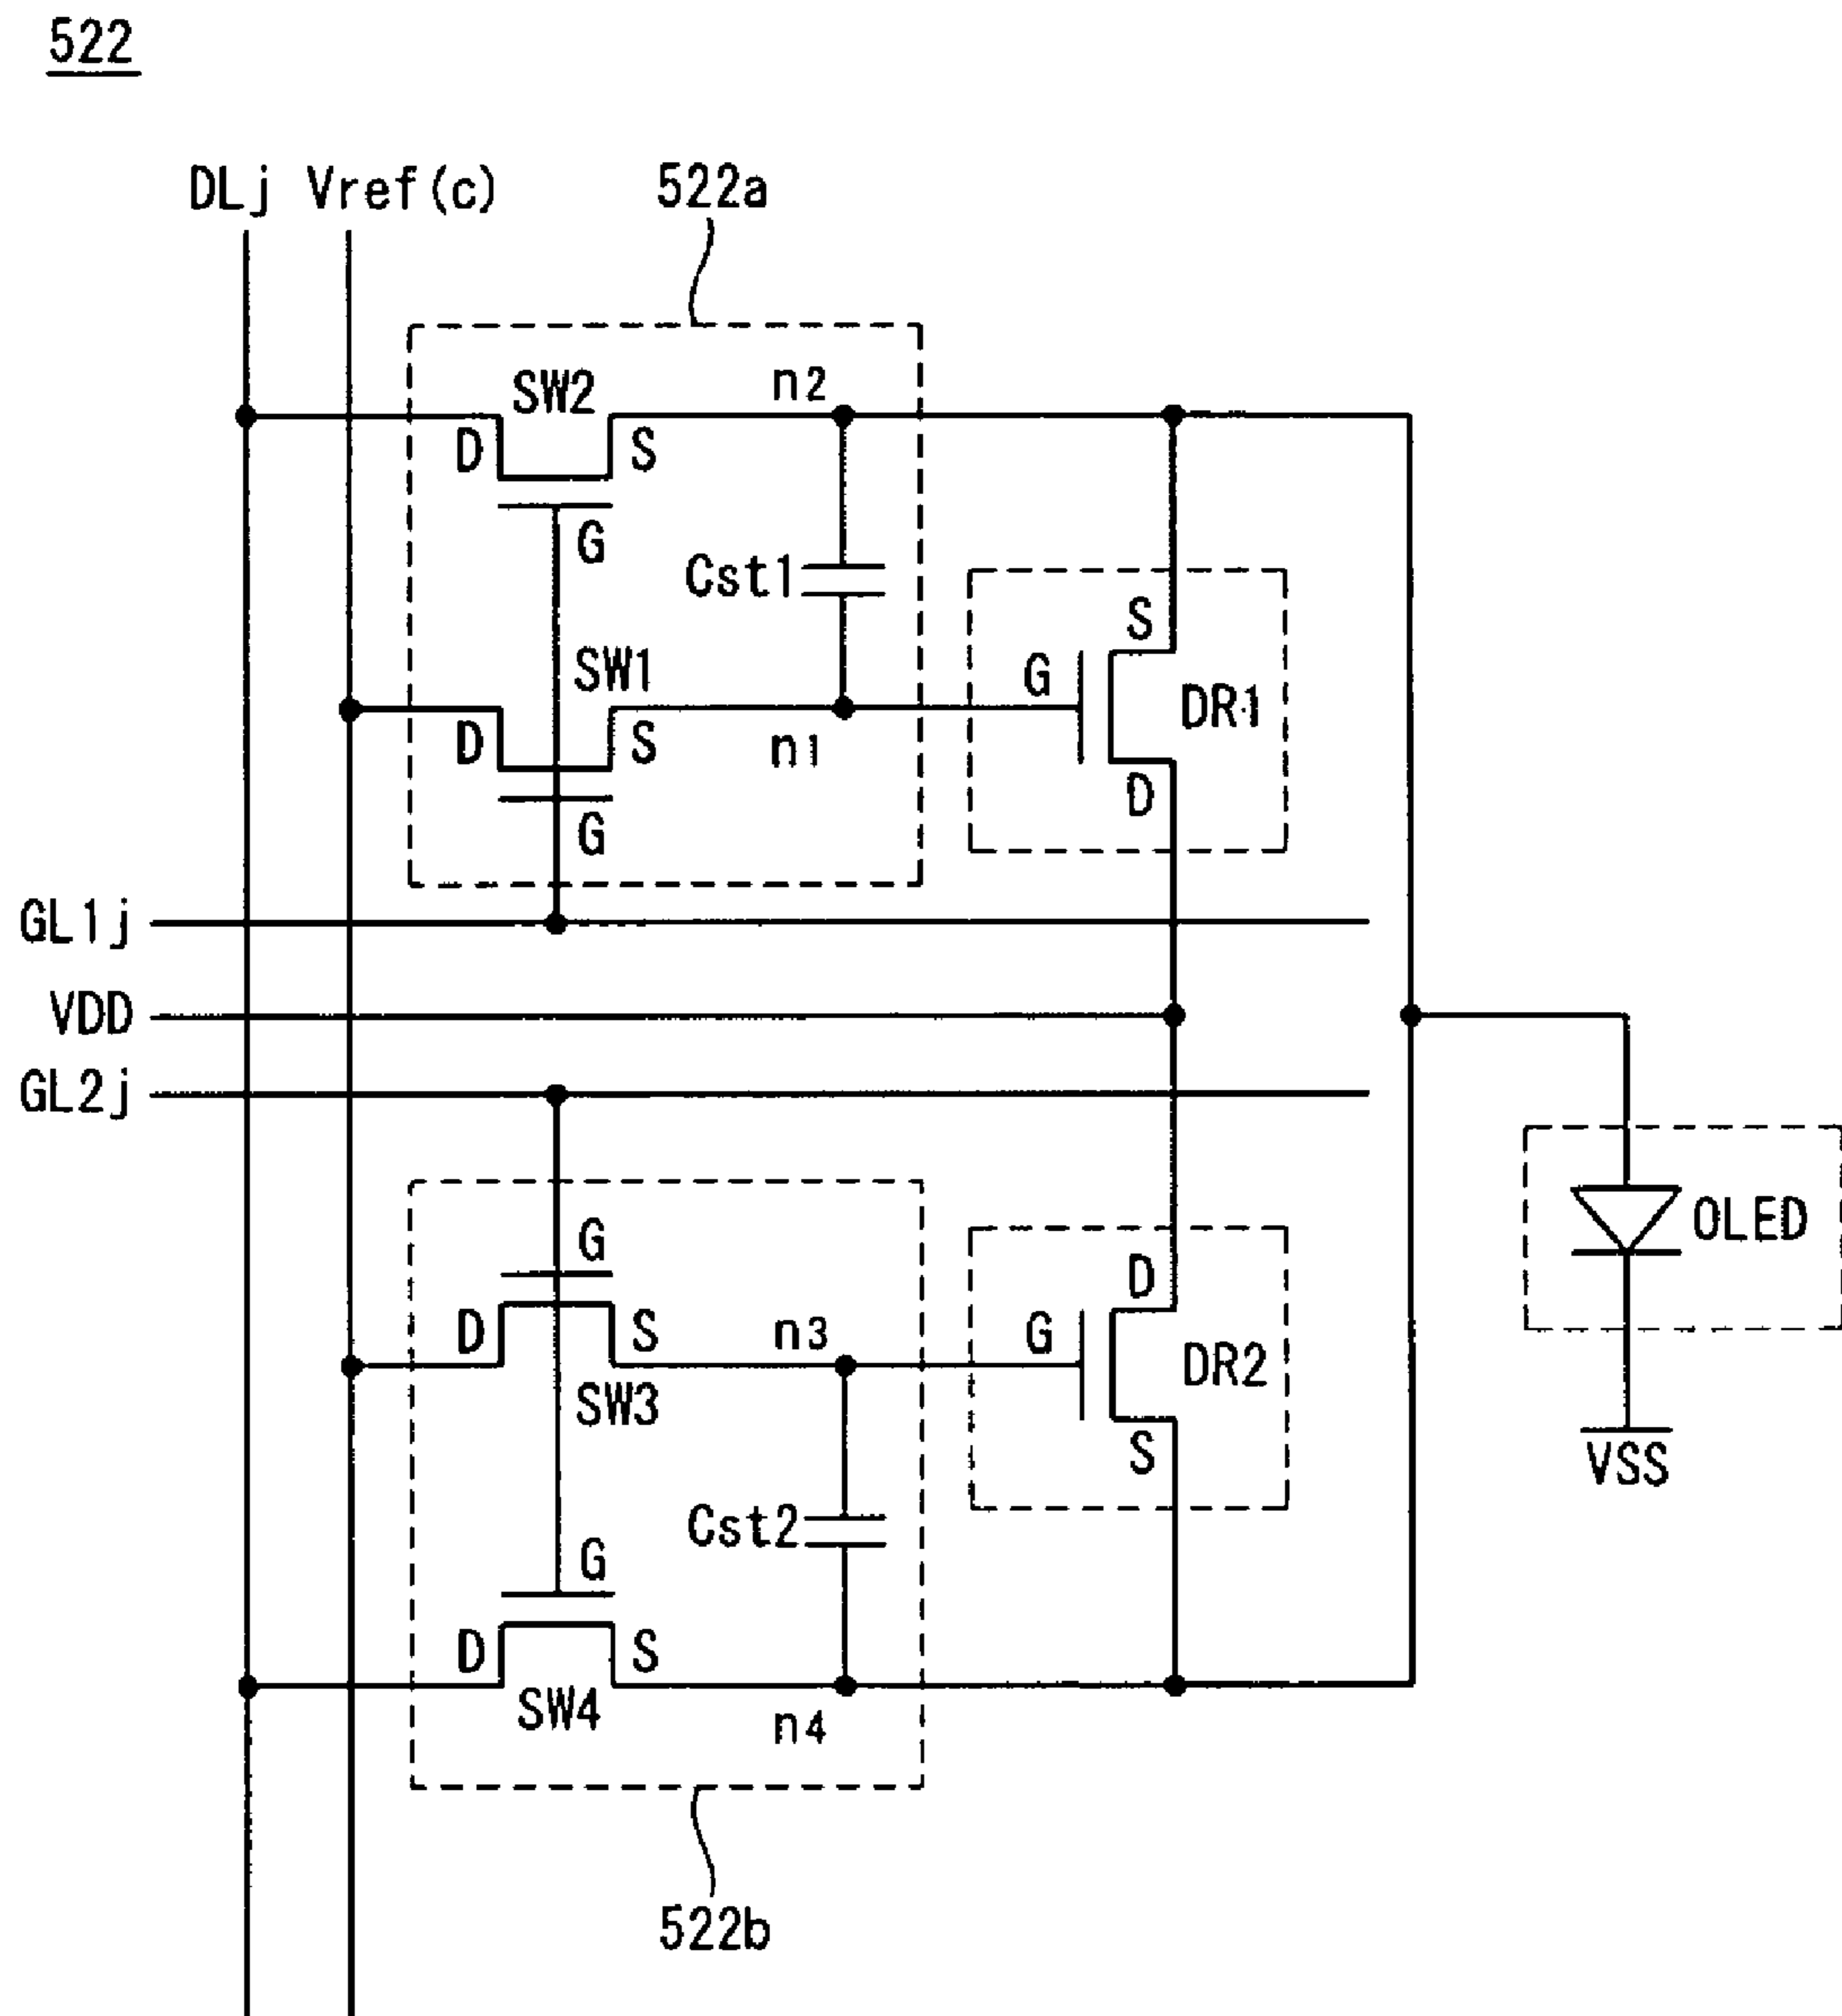 522
DLj Vref(c)
522a
SW2
n2
D
S
G
Cst1
S
SW1
G
DR1
D
S
n1
D
G
GL1j
VDD
GL2j
G
D
OLED
D
S
n3
G
DR2
SW3
S
VSS
Cst2
G
D
S
SW4
n4
522b